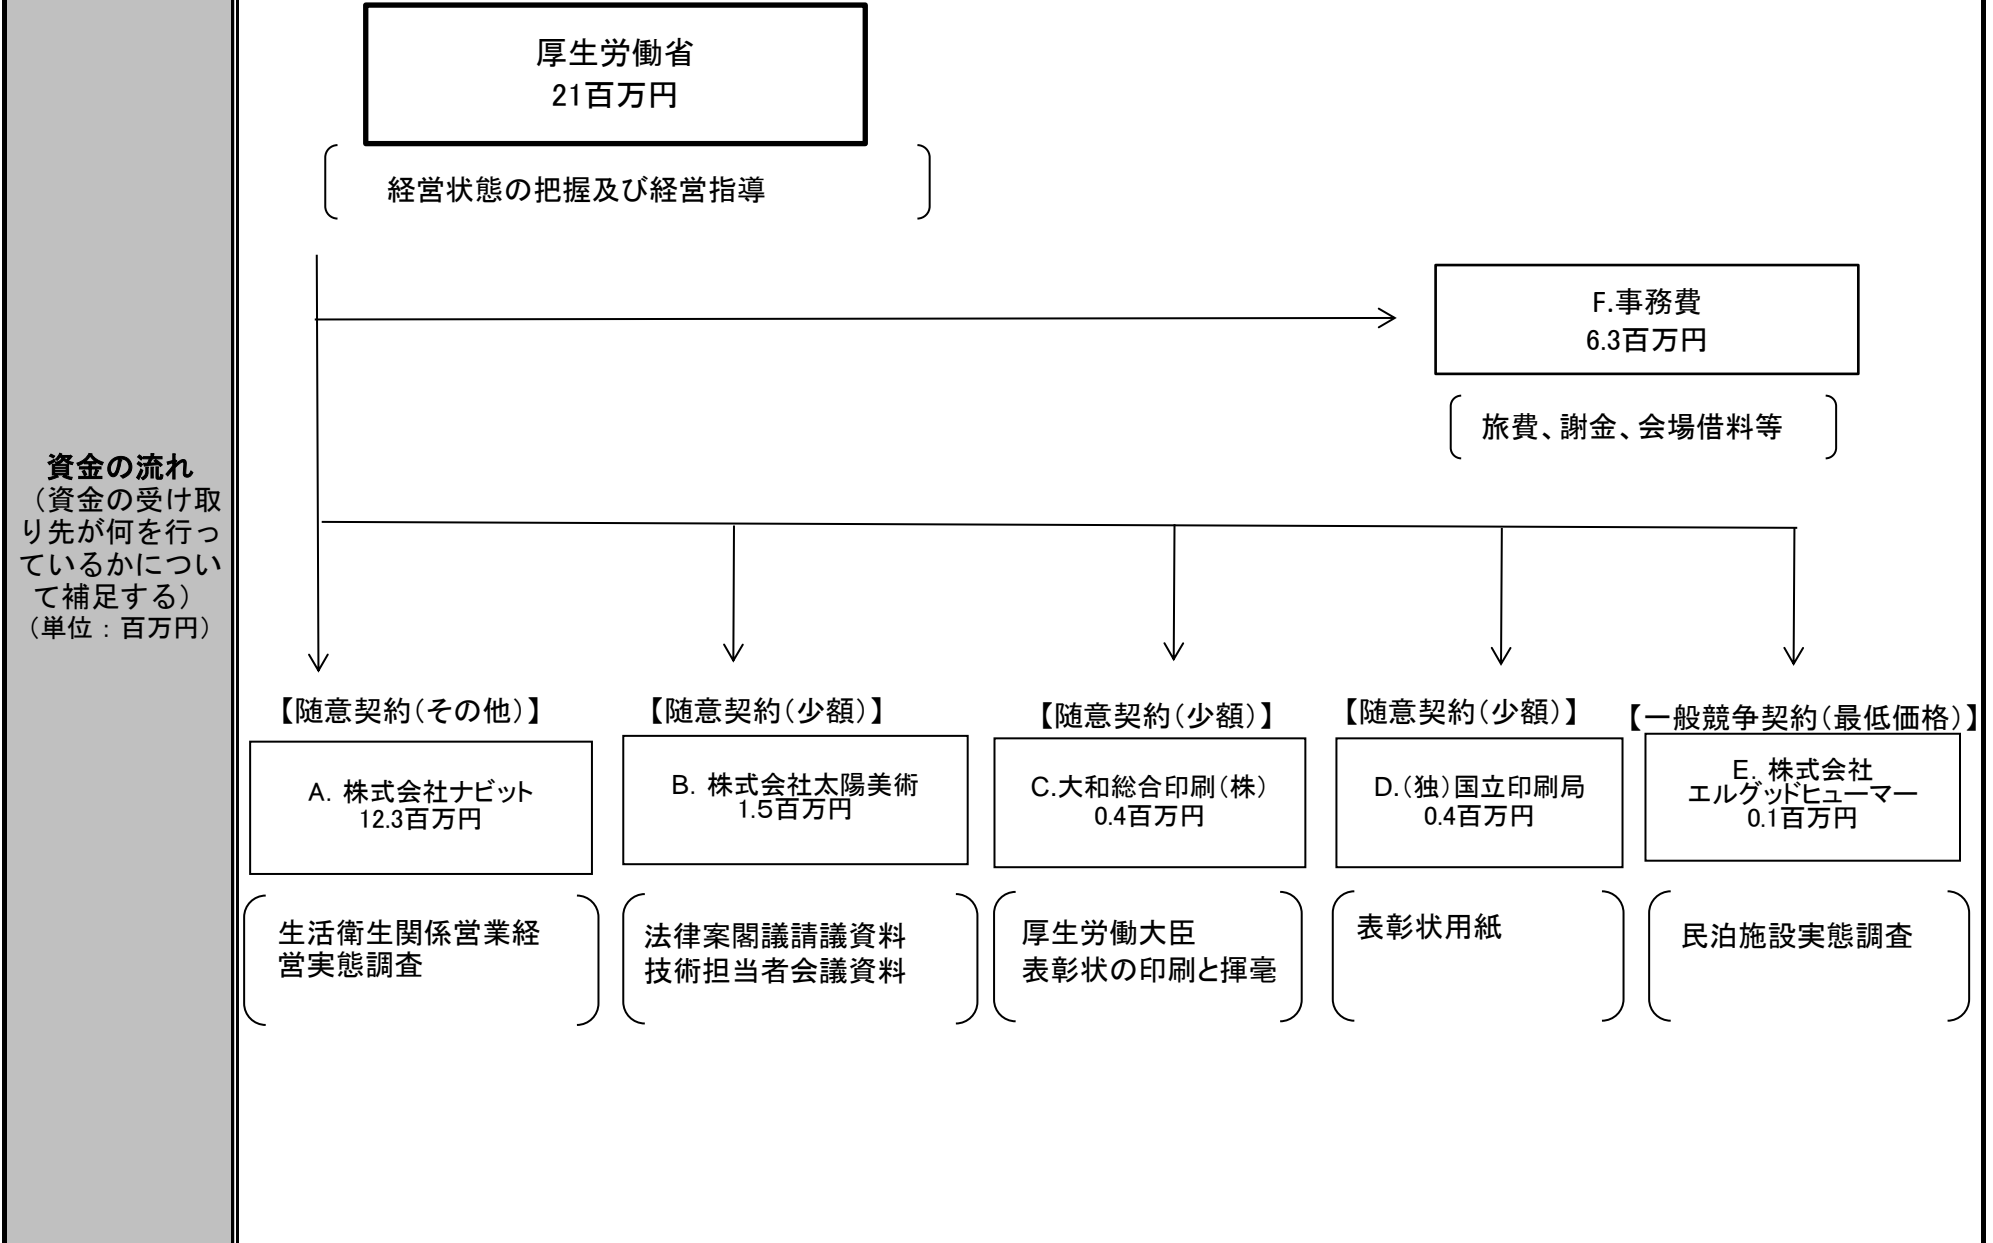 厚生労働省
21百万円
経営状態の把握及び経営指導
F.事務費
6.3百万円
旅費、謝金、会場借料等
資金の流れ
（資金の受け取
り先が何を行っ
ているかについ
て補足する）
（単位：百万円）
【随意契約（その他）】
A. 株式会社ナビット
12.3百万円
生活衛生関係営業経
営実態調査
【随意契約（少額）】
B. 株式会社太陽美術
1.5百万円
法律案閣議請議資料
技術担当者会議資料
【随意契約（少額）】
C.大和総合印刷（株）
0.4百万円
厚生労働大臣
表彰状の印刷と揮毫
【随意契約（少額）】
D.（独）国立印刷局
0.4百万円
表彰状用紙
【一般競争契約（最低価格）】
E. 株式会社
エルグッドヒューマー
0.1百万円
民泊施設実態調査